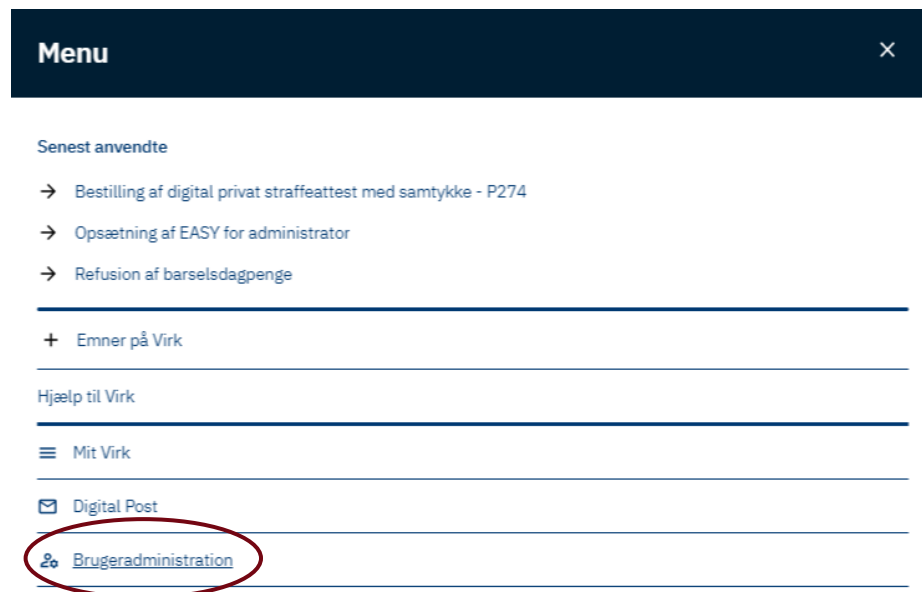 Menu
Senest anvendte
Bestilling af digital privat straffeattest med samtykke - P274
Opsætning af EASY for administrator
Refusion af barselsdagpenge
Emner på Virk
Hjælp til Virk
Mit Virk
Digital Post
Brugeradministration